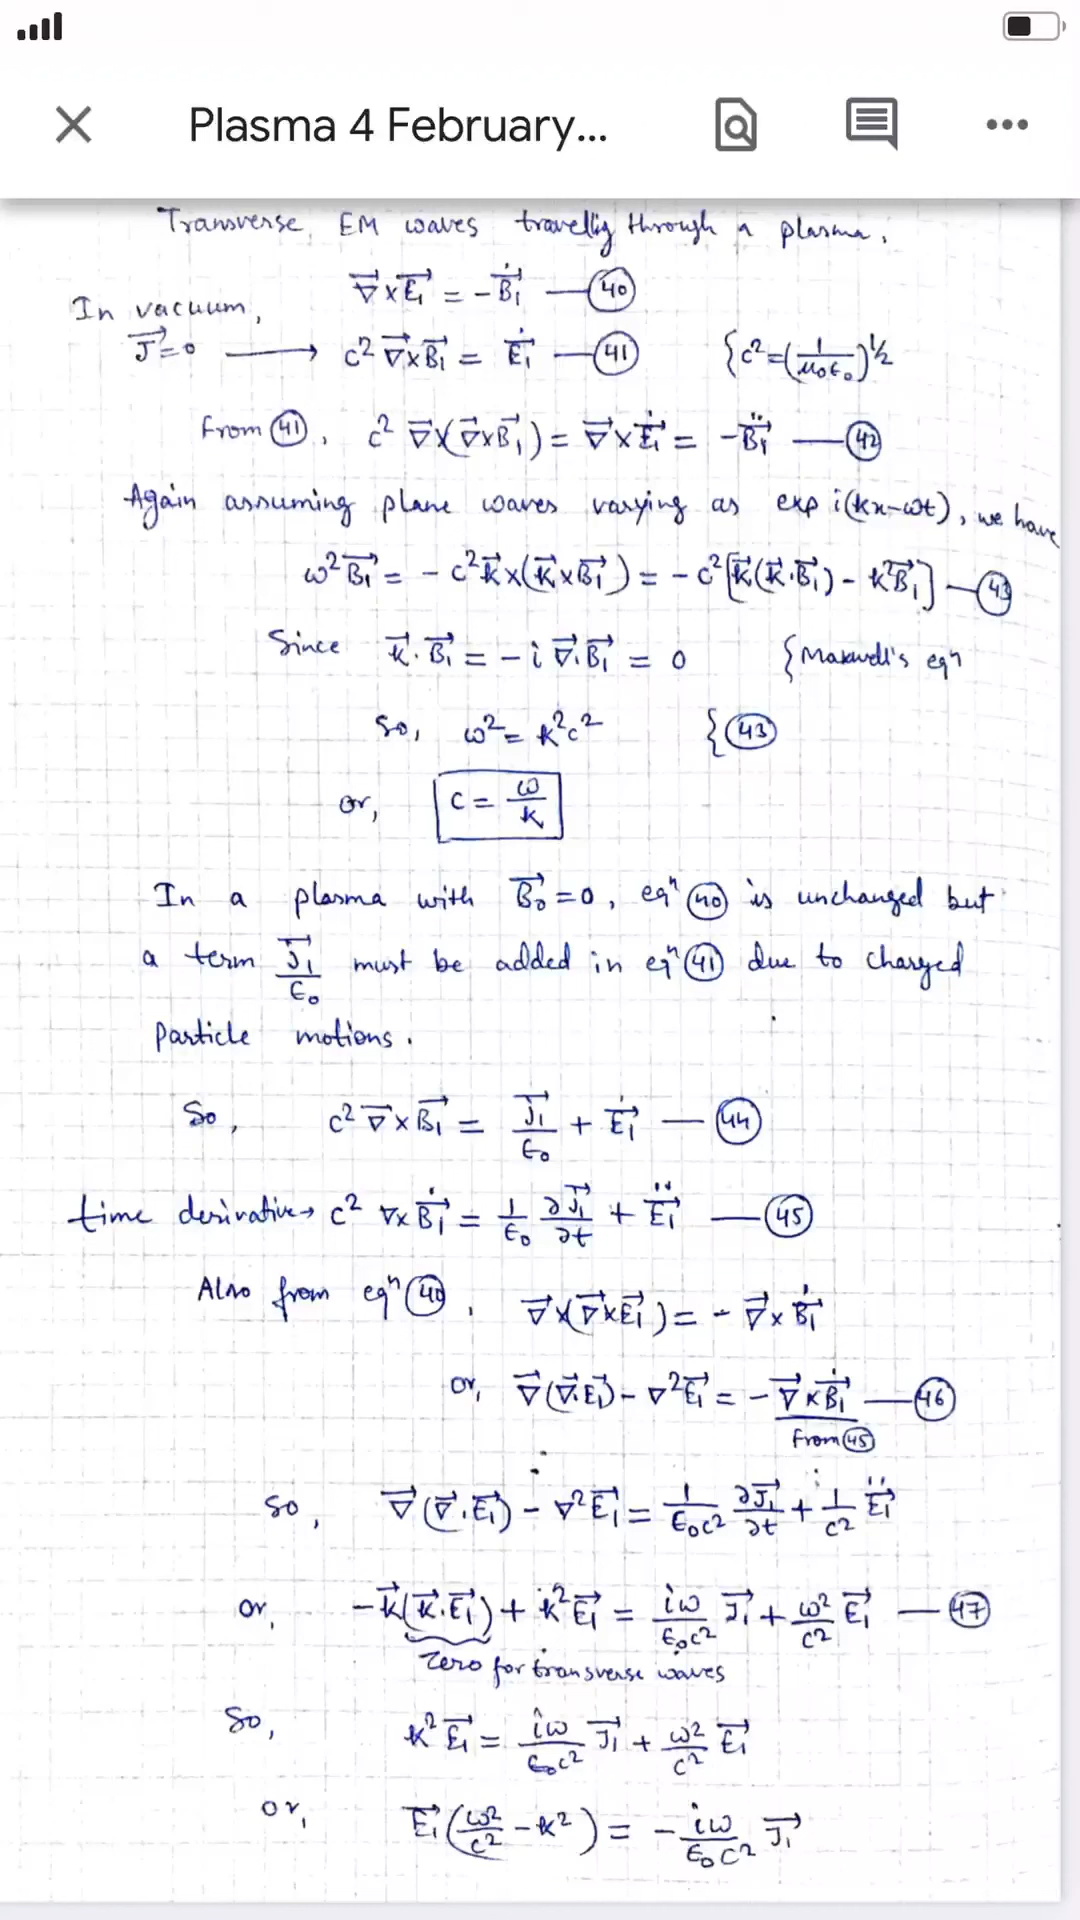 Plasma 4 February...
Transverse EM waves travellig through a plasma.
∇⃗×E⃗₁ = −Ḃ⃗₁ —(40)
In vacuum,
J⃗=0 ⟶ c² ∇⃗×B⃗₁ = Ė⃗₁ —(41) {c²=(1/μ₀ϵ₀)^1/2
From (41), c² ∇⃗×(∇⃗×B⃗₁) = ∇⃗×Ė⃗₁ = −B̈⃗₁ —(42)
Again assuming plane waves varying as exp i(kx−ωt), we have
ω²B⃗₁ = − c²k⃗×(k⃗×B⃗₁) = − c²[k⃗(k⃗.B⃗₁) − k²B⃗₁] —(43)
Since k⃗.B⃗₁ = − i ∇⃗.B⃗₁ = 0 {Maxwell's eqⁿ
So, ω² = k²c² {(43)
or, c = ω/k
In a plasma with B⃗₀=0, eqⁿ (40) is unchanged but
a term J⃗₁/ϵ₀ must be added in eqⁿ (41) due to charged
Particle motions.
So, c² ∇⃗×B⃗₁ = J⃗₁/ϵ₀ + Ė⃗₁ —(44)
time derivative→ c² ∇×Ḃ⃗₁ = 1/ϵ₀ ∂J⃗₁/∂t + Ë⃗₁ —(45)
Also from eqⁿ (40), ∇⃗×(∇⃗×E⃗₁) = − ∇⃗×Ḃ⃗₁
or, ∇⃗(∇⃗.E⃗₁) − ∇²E⃗₁ = − ∇⃗×Ḃ⃗₁ —(46)
from (45)
So, ∇⃗(∇⃗.E⃗₁) − ∇²E⃗₁ = 1/ϵ₀c² ∂J⃗₁/∂t + 1/c² Ë⃗₁
or, −k⃗(k⃗.E⃗₁) + k²E⃗₁ = iω/ϵ₀c² J⃗₁ + ω²/c² E⃗₁ —(47)
Zero for transverse waves
So, k²E⃗₁ = iω/ϵ₀c² J⃗₁ + ω²/c² E⃗₁
or, E⃗₁(ω²/c² − k²) = − iω/ϵ₀c² J⃗₁